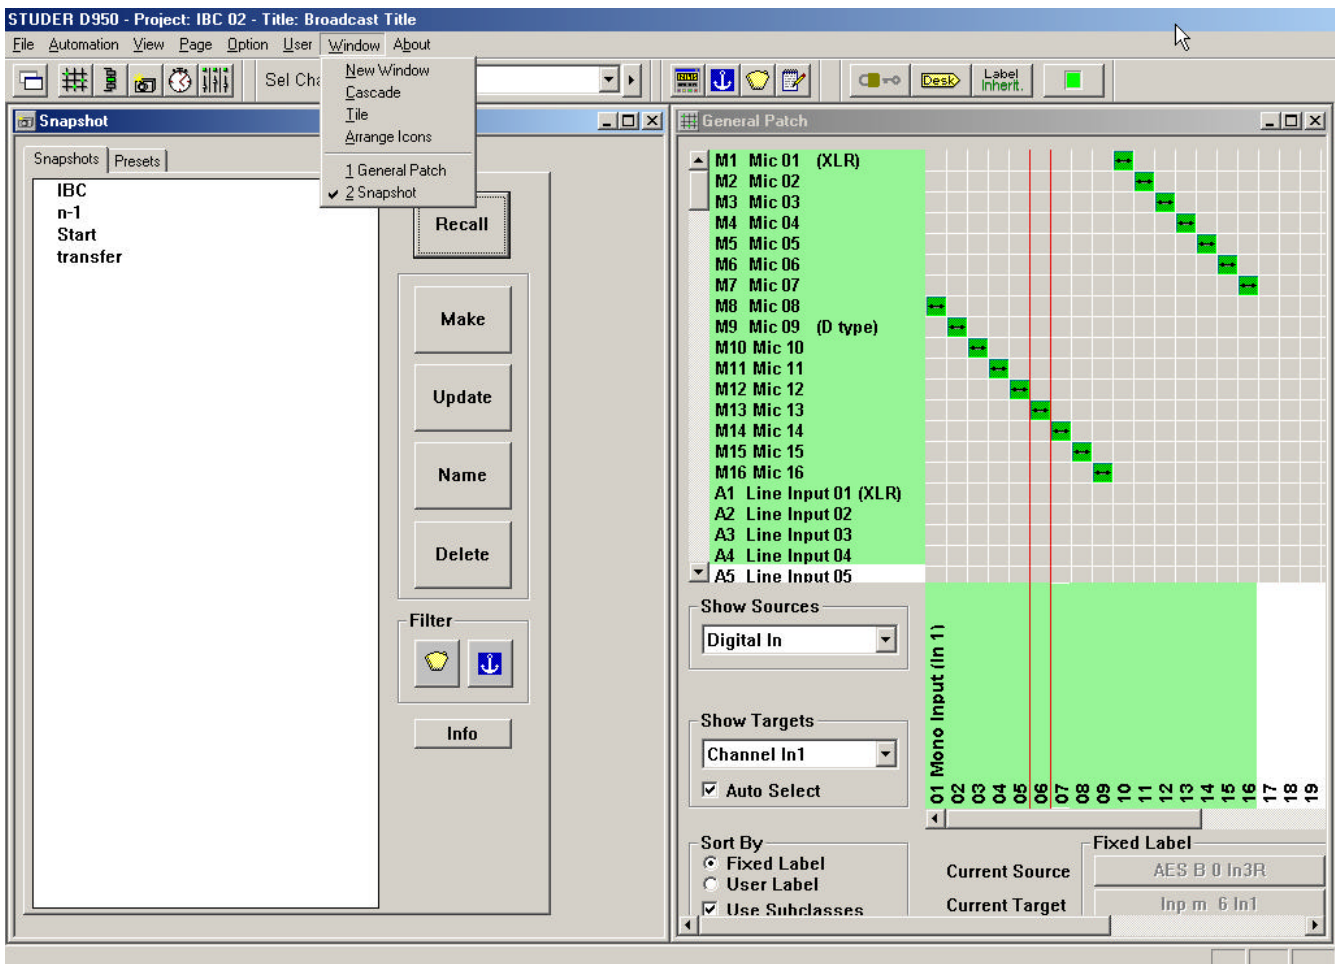 STUDER D950 - Project: IBC 02 - Title: Broadcast Title
File Automation View Page Option User Window About
Sel Cha
Desk
Label
Inherit.
New Window
Cascade
Tile
Arrange Icons
1 General Patch
2 Snapshot
Snapshot
Snapshots Presets
IBC
n-1
Start
transfer
Recall
Make
Update
Name
Delete
Filter
Info
General Patch
M1 Mic 01 (XLR)
M2 Mic 02
M3 Mic 03
M4 Mic 04
M5 Mic 05
M6 Mic 06
M7 Mic 07
M8 Mic 08
M9 Mic 09 (D type)
M10 Mic 10
M11 Mic 11
M12 Mic 12
M13 Mic 13
M14 Mic 14
M15 Mic 15
M16 Mic 16
A1 Line Input 01 (XLR)
A2 Line Input 02
A3 Line Input 03
A4 Line Input 04
A5 Line Input 05
Show Sources
Digital In
Show Targets
Channel In1
Auto Select
01 Mono Input (In 1)
02
03
04
05
06
07
08
09
10
11
12
13
14
15
16
17
18
19
Sort By
Fixed Label
User Label
Use Subclasses
Fixed Label
Current Source AES B 0 In3R
Current Target Inp m 6 In1